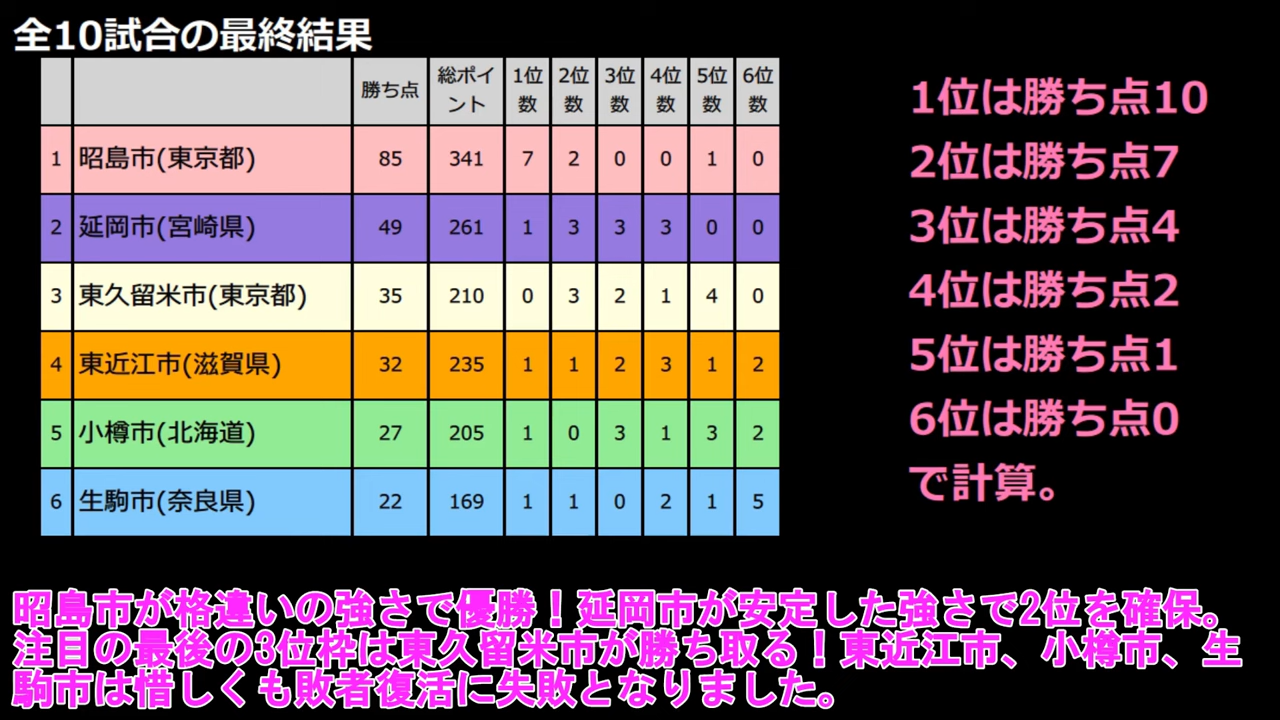 全10試合の最終結果
勝ち点 総ポイント 1位数 2位数 3位数 4位数 5位数 6位数
1 昭島市(東京都) 85 341 7 2 0 0 1 0
2 延岡市(宮崎県) 49 261 1 3 3 3 0 0
3 東久留米市(東京都) 35 210 0 3 2 1 4 0
4 東近江市(滋賀県) 32 235 1 1 2 3 1 2
5 小樽市(北海道) 27 205 1 0 3 1 3 2
6 生駒市(奈良県) 22 169 1 1 0 2 1 5
1位は勝ち点10
2位は勝ち点7
3位は勝ち点4
4位は勝ち点2
5位は勝ち点1
6位は勝ち点0
で計算。
昭島市が格違いの強さで優勝！延岡市が安定した強さで2位を確保。
注目の最後の3位枠は東久留米市が勝ち取る！東近江市、小樽市、生
駒市は惜しくも敗者復活に失敗となりました。